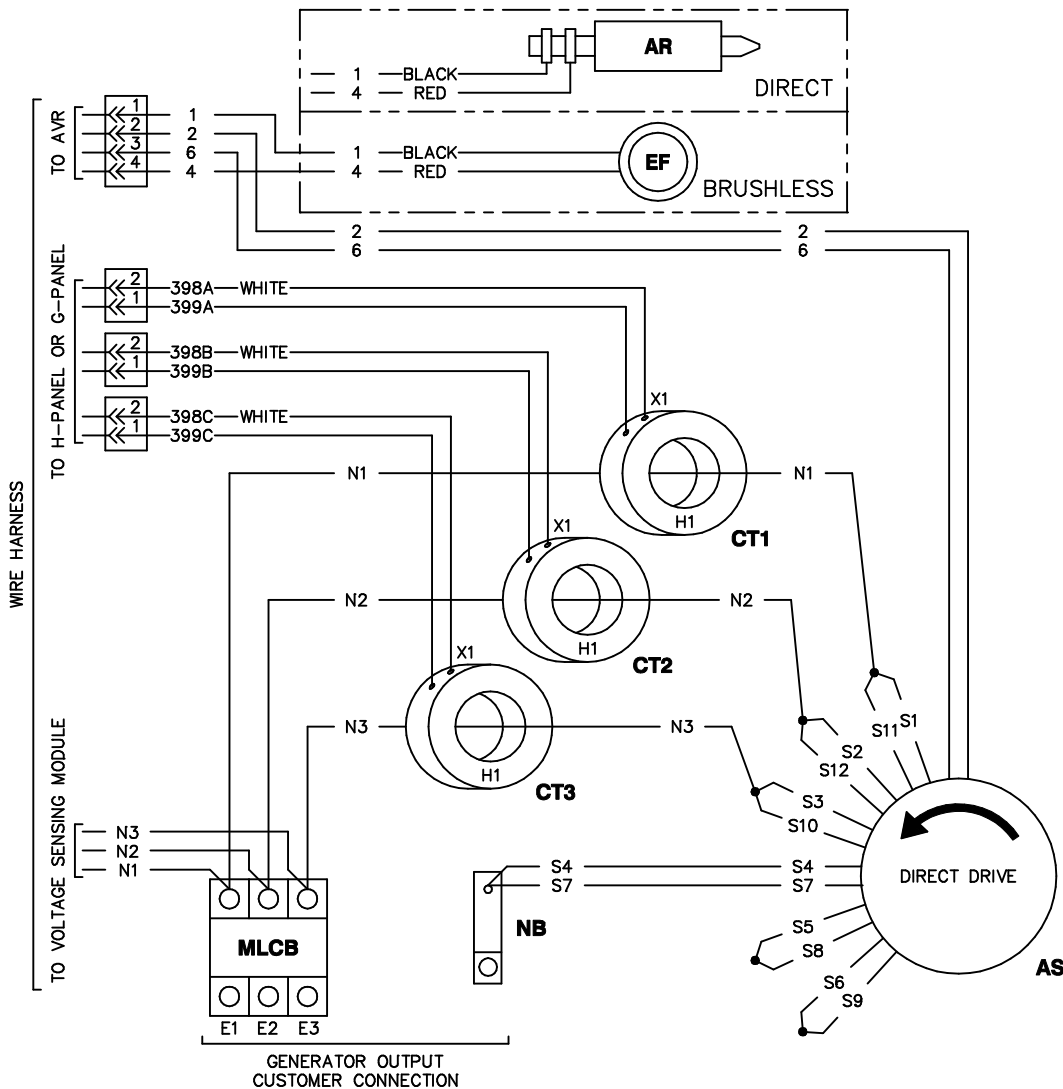 AR
1 BLACK
4 RED
DIRECT
TO AVR
1 1
2 2
3 6
4 4
1 BLACK
4 RED
EF
BRUSHLESS
2 2
6 6
TO H-PANEL OR G-PANEL
2 398A WHITE
1 399A
2 398B WHITE
1 399B
2 398C WHITE
1 399C
WIRE HARNESS
X1
N1 N1
H1
CT1
X1
N2 N2
H1
CT2
X1
N3 N3
H1
CT3
S11 S1
S2
S12
S3
S10
TO VOLTAGE SENSING MODULE
N3
N2
N1
S4 S4
S7 S7
DIRECT DRIVE
NB
MLCB
S5
S8
AS
S6
S9
E1 E2 E3
GENERATOR OUTPUT
CUSTOMER CONNECTION